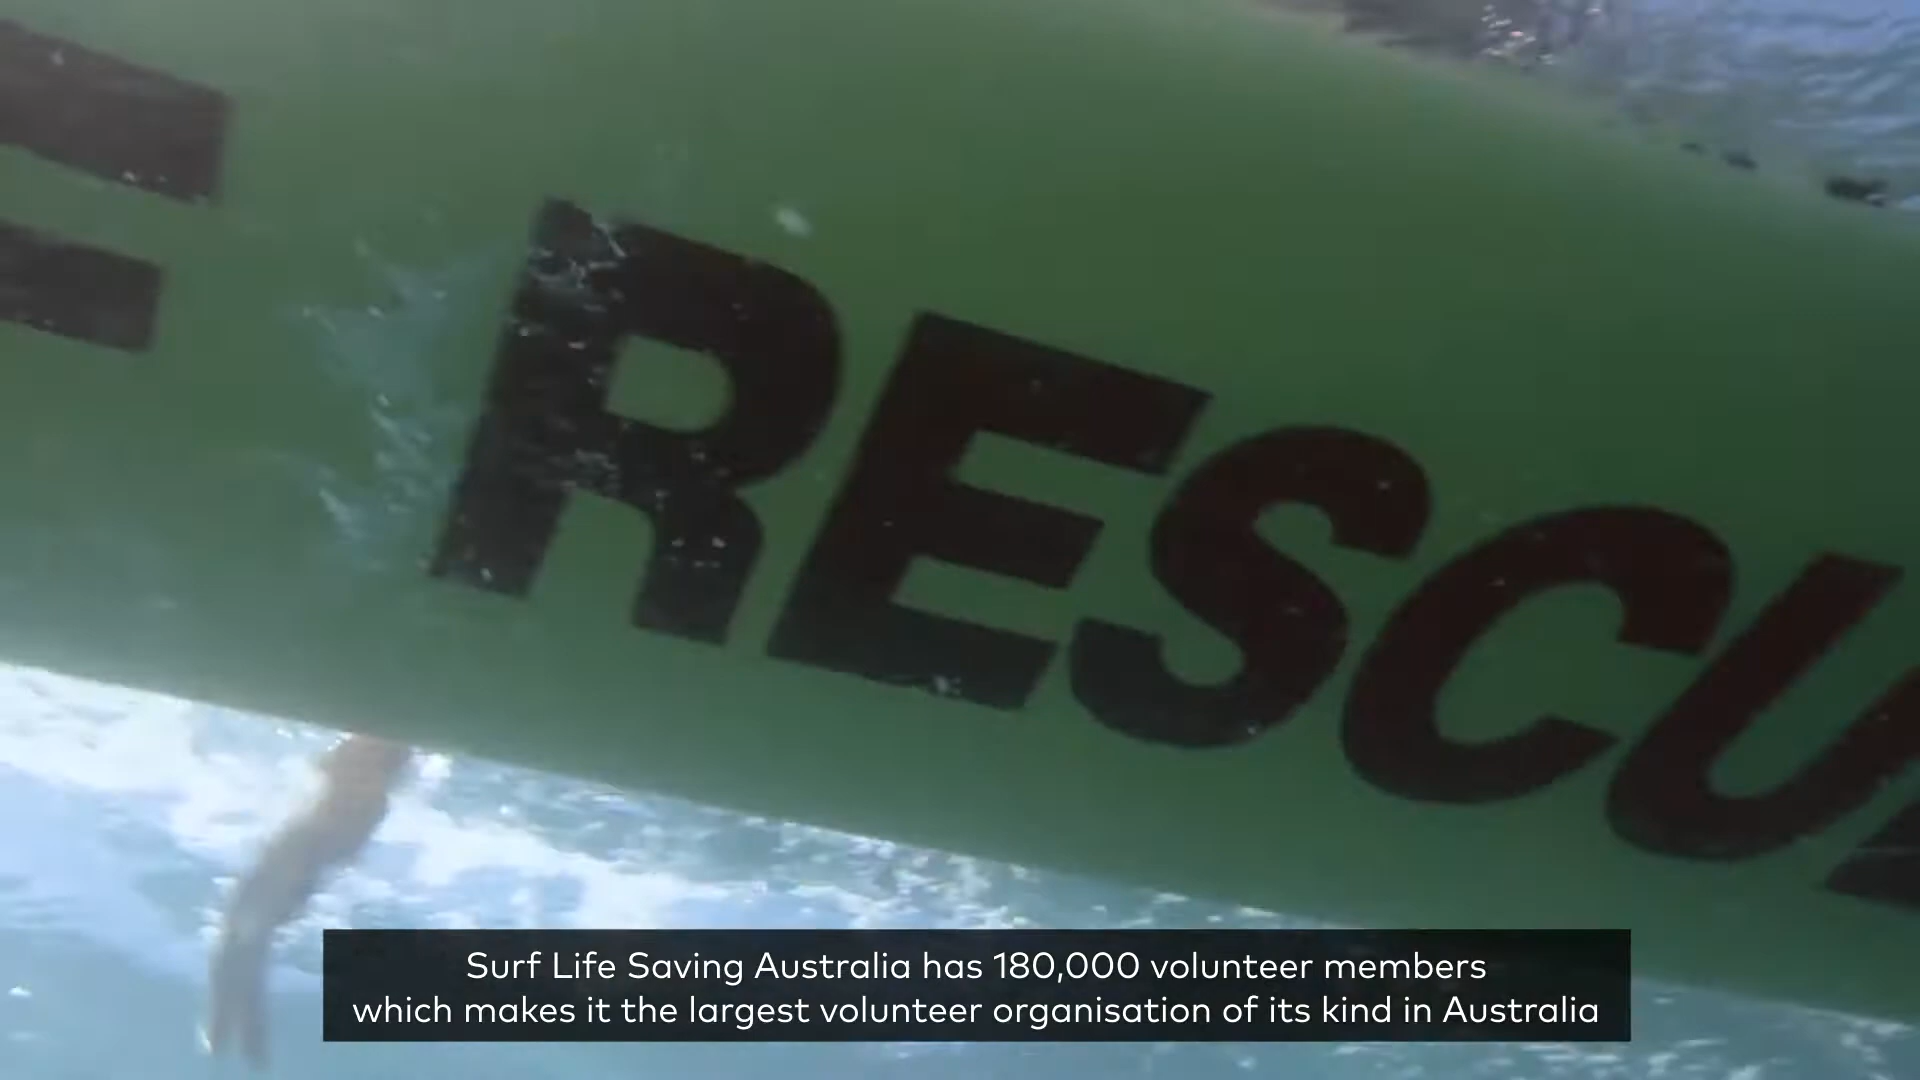 RESCU
Surf Life Saving Australia has 180,000 volunteer members
which makes it the largest volunteer organisation of its kind in Australia